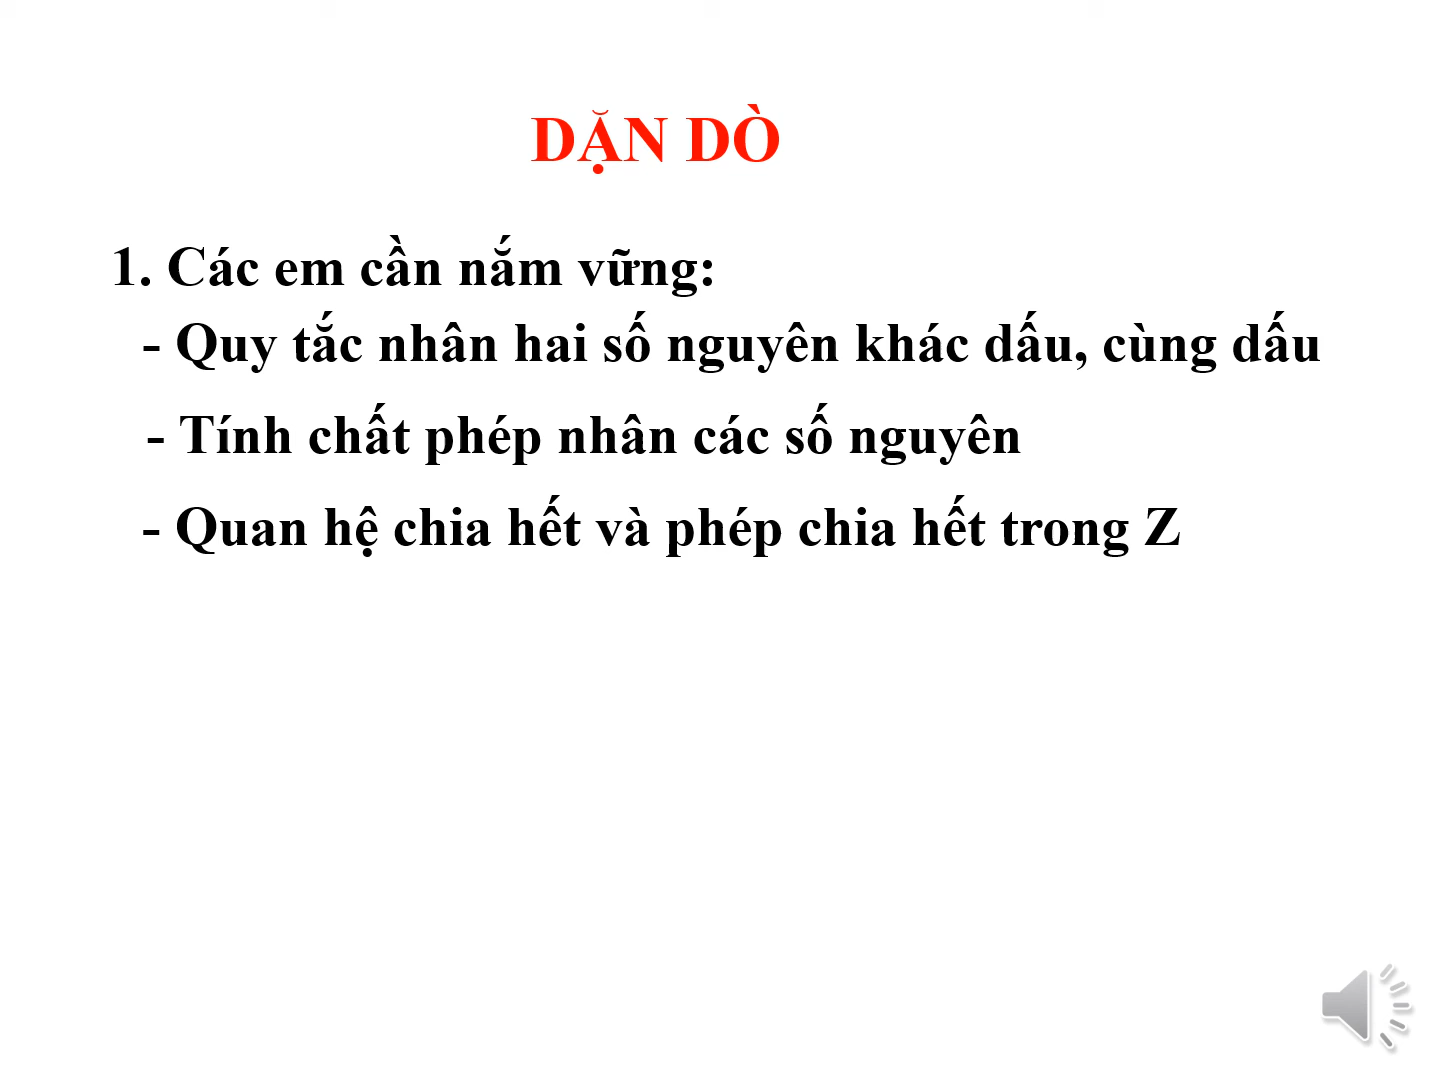 DẶN DÒ
1. Các em cần nắm vững:
- Quy tắc nhân hai số nguyên khác dấu, cùng dấu
- Tính chất phép nhân các số nguyên
- Quan hệ chia hết và phép chia hết trong Z